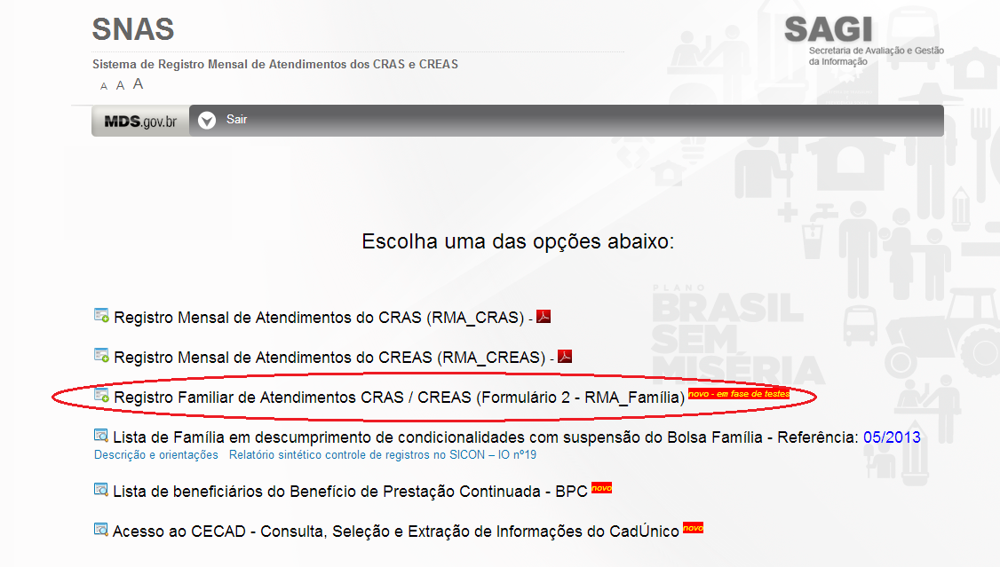 SNAS
SAGI
Secretaria de Avaliação e Gestão
da Informação
Sistema de Registro Mensal de Atendimentos dos CRAS e CREAS
A A A
MDS.gov.br Sair
Escolha uma das opções abaixo:
PLANO
BRASIL
SEM
MISÉRIA
Registro Mensal de Atendimentos do CRAS (RMA_CRAS) -
Registro Mensal de Atendimentos do CREAS (RMA_CREAS) -
Registro Familiar de Atendimentos CRAS / CREAS (Formulário 2 - RMA_Família) novo - em fase de testes
Lista de Família em descumprimento de condicionalidades com suspensão do Bolsa Família - Referência: 05/2013
Descrição e orientações Relatório sintético controle de registros no SICON – IO nº19
Lista de beneficiários do Benefício de Prestação Continuada - BPC novo
Acesso ao CECAD - Consulta, Seleção e Extração de Informações do CadÚnico novo